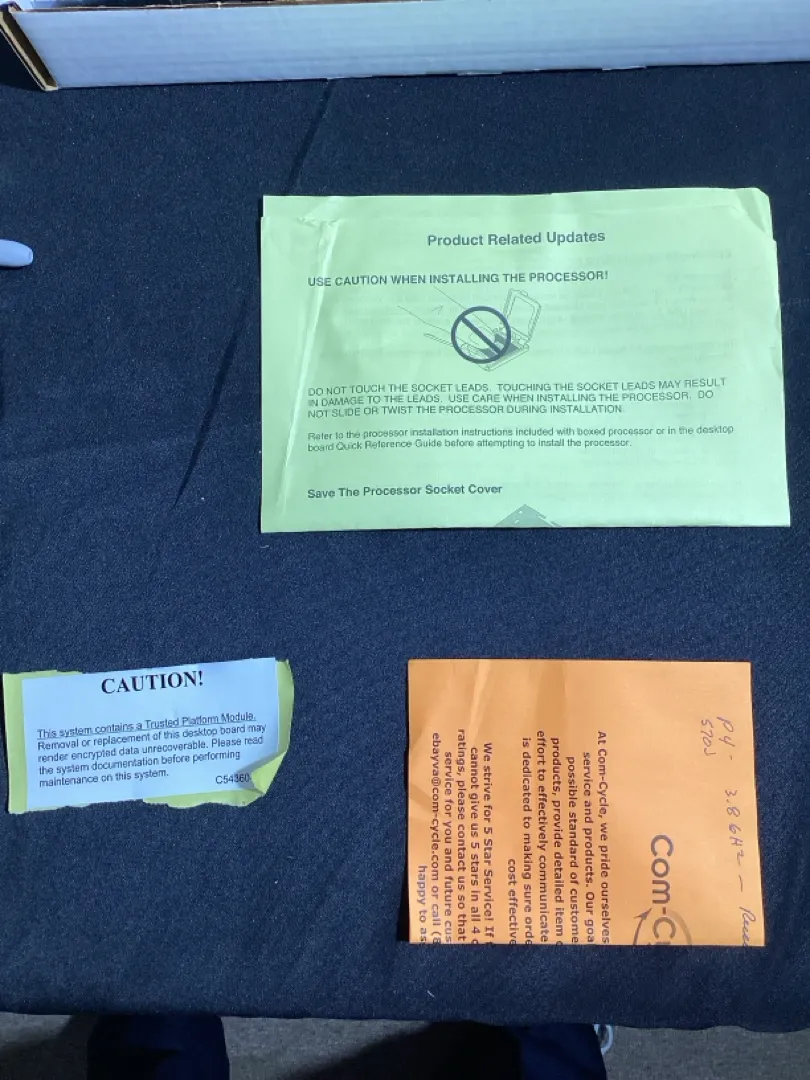 Product Related Updates
USE CAUTION WHEN INSTALLING THE PROCESSOR!
DO NOT TOUCH THE SOCKET LEADS. TOUCHING THE SOCKET LEADS MAY RESULT
IN DAMAGE TO THE LEADS. USE CARE WHEN INSTALLING THE PROCESSOR. DO
NOT SLIDE OR TWIST THE PROCESSOR DURING INSTALLATION.
Refer to the processor installation instructions included with boxed processor or in the desktop
board Quick Reference Guide before attempting to install the processor.
Save The Processor Socket Cover
CAUTION!
This system contains a Trusted Platform Module.
Removal or replacement of this desktop board may
render encrypted data unrecoverable. Please read
the system documentation before performing
maintenance on this system.
C54360
P4 - 3.8 GHz -
570J
Com-C
At Com-Cycle, we pride ourselves
service and products. Our goa
possible standard of custome
products, provide detailed item
effort to effectively communicate
is dedicated to making sure orde
cost effective
We strive for 5 Star Service! If
cannot give us 5 stars in all 4
ratings, please contact us so that
service for you and future cus
ebayva@com-cycle.com or call (8
happy to as